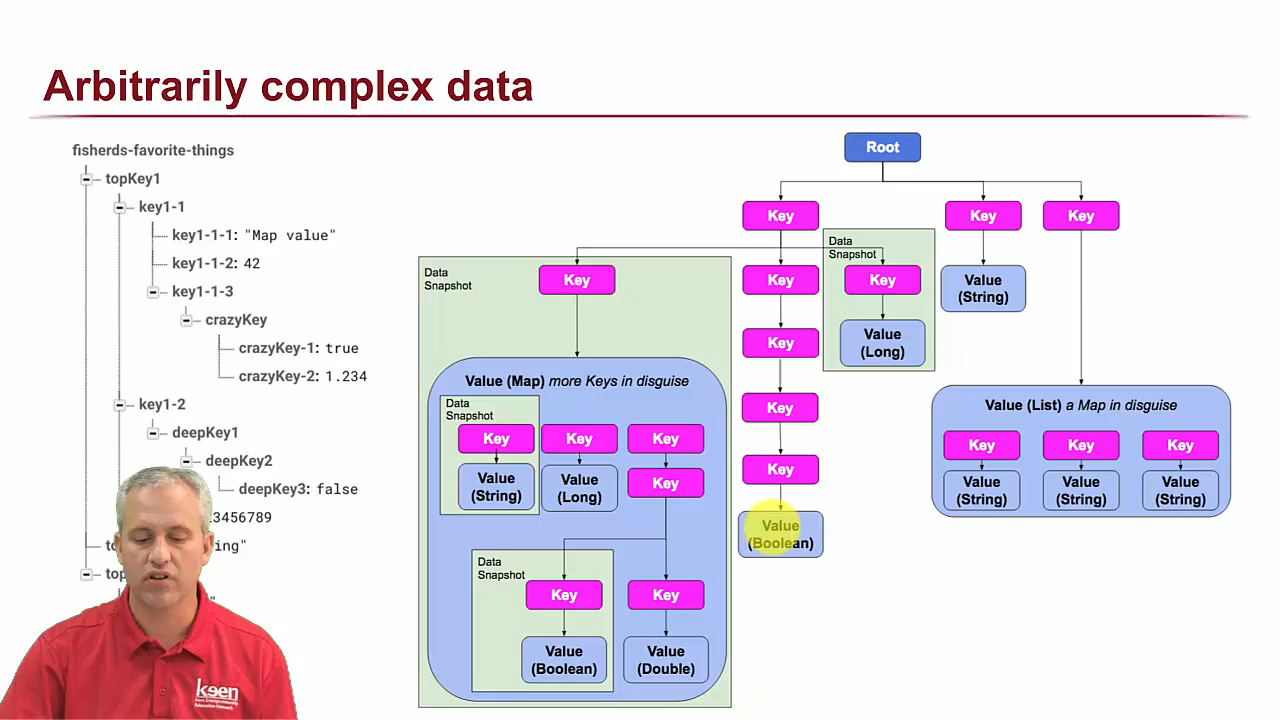 Arbitrarily complex data
fisherds-favorite-things
topKey1
key1-1
key1-1-1: "Map value"
key1-1-2: 42
key1-1-3
crazyKey
crazyKey-1: true
crazyKey-2: 1.234
key1-2
deepKey1
deepKey2
deepKey3: false
keen
Root
Key
Key
Key
Data
Snapshot
Key
Key
Data
Snapshot
Key
Value
(Long)
Value
(String)
Key
Key
Key
Value
(Boolean)
Value (Map) more Keys in disguise
Data
Snapshot
Key
Key
Key
Value
(String)
Value
(Long)
Key
Data
Snapshot
Key
Key
Value
(Boolean)
Value
(Double)
Value (List) a Map in disguise
Key
Key
Key
Value
(String)
Value
(String)
Value
(String)